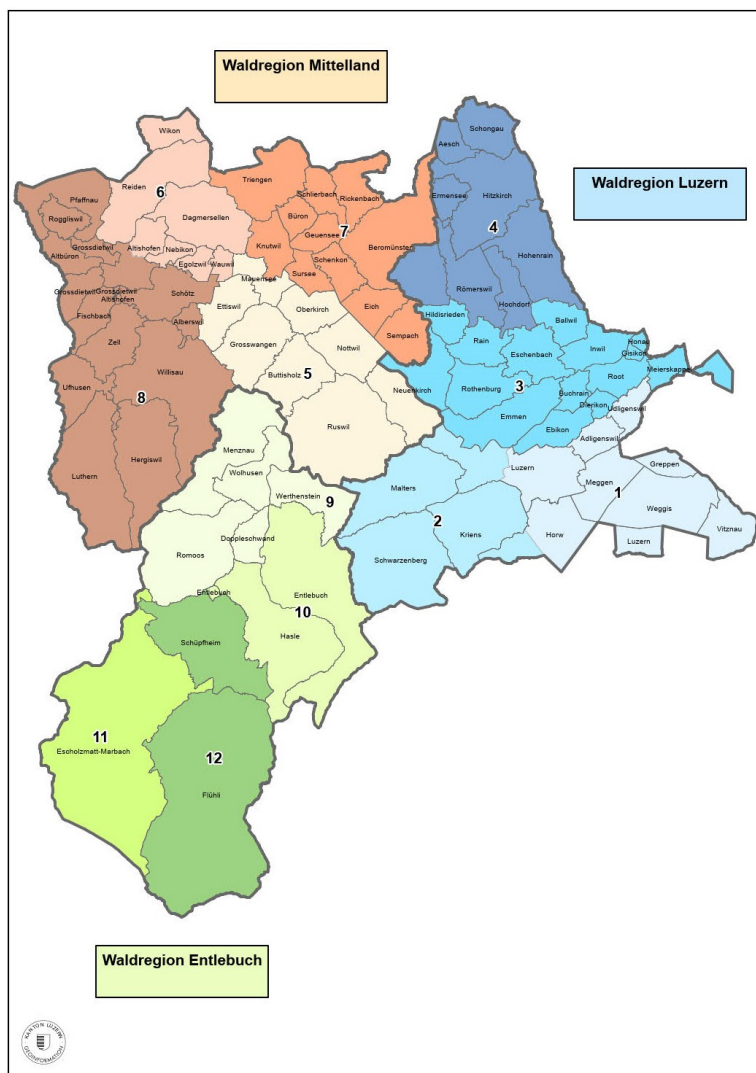 Waldregion Mittelland
Waldregion Luzern
Wikon
Schongau
Aesch
6
Reiden
Pfaffnau
Roggliswil
Dagmersellen
Triengen
Schlierbach
Rickenbach
Büron
Geuensee
7
Ermensee
Hitzkirch
4
Altbüron
Grossdietwil
Altishofen
Nebikon
Egolzwil
Wauwil
Knutwil
Schenkon
Beromünster
Hohenrain
Sursee
Mauensee
Grossdietwil
Grossdietwil
Altishofen
Schötz
Ettiswil
Oberkirch
Eich
Römerswil
Hochdorf
Fischbach
Alberswil
Sempach
Hildisrieden
Ballwil
Zell
Grosswangen
Nottwil
Rain
Eschenbach
Inwil
Honau
Gisikon
Willisau
5
Buttisholz
Meierskappel
Ufhusen
8
Neuenkirch
Rothenburg
3
Buchrain
Root
Dierikon
Udligenswil
Ruswil
Emmen
Ebikon
Adligenswil
Menznau
Hergiswil
Luthern
Wolhusen
Luzern
Greppen
Malters
Meggen
1
Werthenstein
9
Weggis
2
Doppleschwand
Kriens
Horw
Luzern
Vitznau
Romoos
Schwarzenberg
Entlebuch
Entlebuch
10
Schüpfheim
Hasle
11
Escholzmatt-Marbach
12
Flühli
Waldregion Entlebuch
KANTON LUZERN
GEOINFORMATION